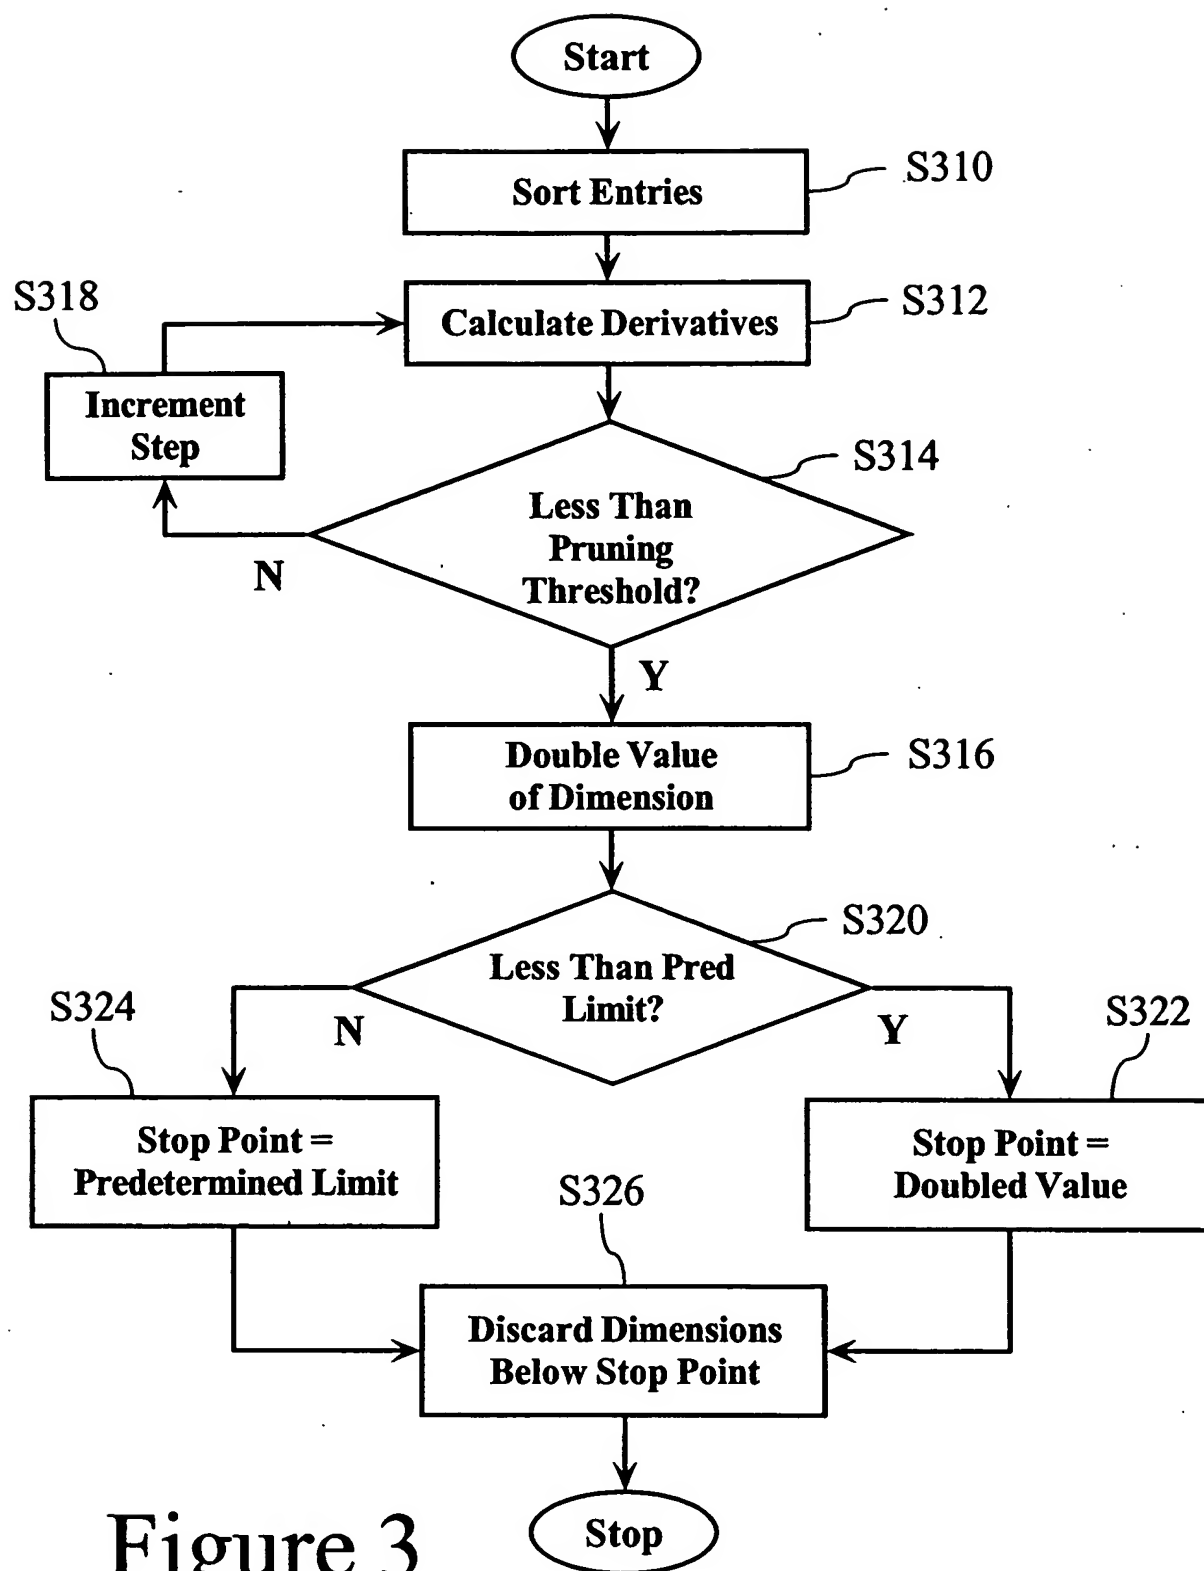 Start
Sort Entries
S310
S318
Calculate Derivatives
S312
Increment
Step
S314
Less Than
Pruning
Threshold?
N
Y
Double Value
of Dimension
S316
S320
Less Than Pred
Limit?
S324
N
Y
S322
Stop Point =
Predetermined Limit
Stop Point =
Doubled Value
S326
Discard Dimensions
Below Stop Point
Stop
Figure 3